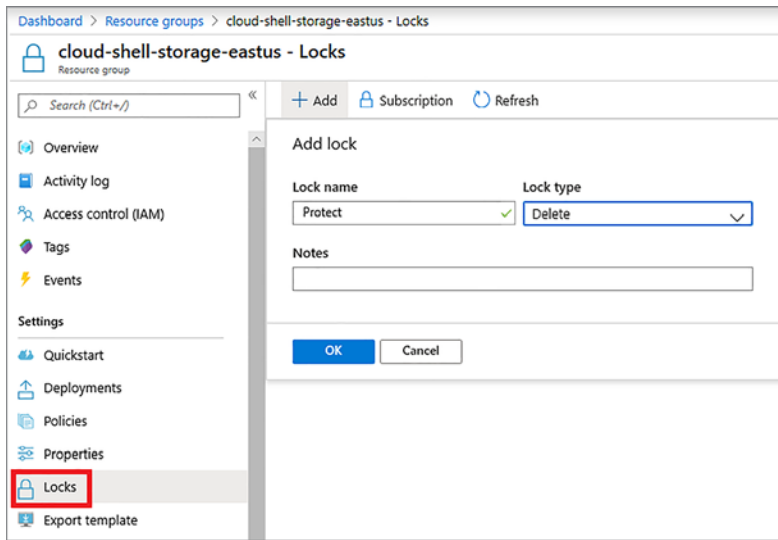 Dashboard > Resource groups > cloud-shell-storage-eastus - Locks
cloud-shell-storage-eastus - Locks
Resource group
Search (Ctrl+/)
«
Overview
Activity log
Access control (IAM)
Tags
Events
Settings
Quickstart
Deployments
Policies
Properties
Locks
Export template
+ Add Subscription Refresh
Add lock
Lock name Lock type
Protect Delete
Notes
OK Cancel